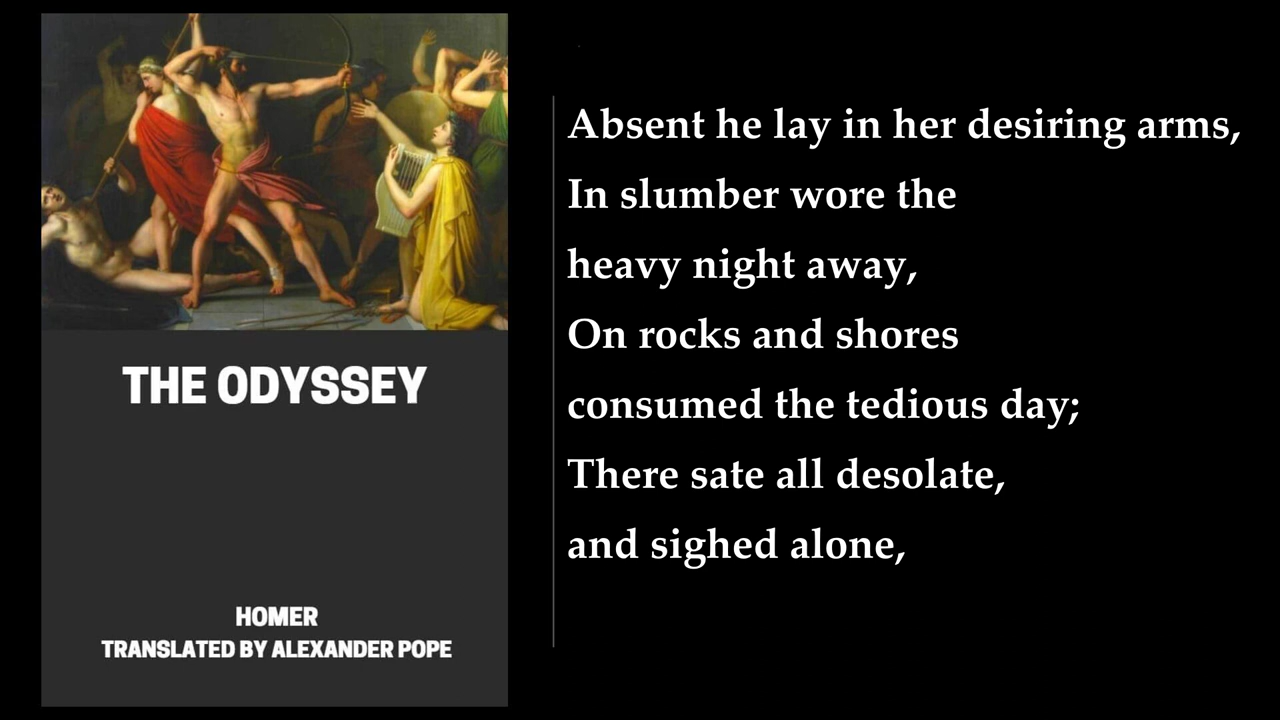 THE ODYSSEY
HOMER
TRANSLATED BY ALEXANDER POPE
Absent he lay in her desiring arms,
In slumber wore the
heavy night away,
On rocks and shores
consumed the tedious day;
There sate all desolate,
and sighed alone,